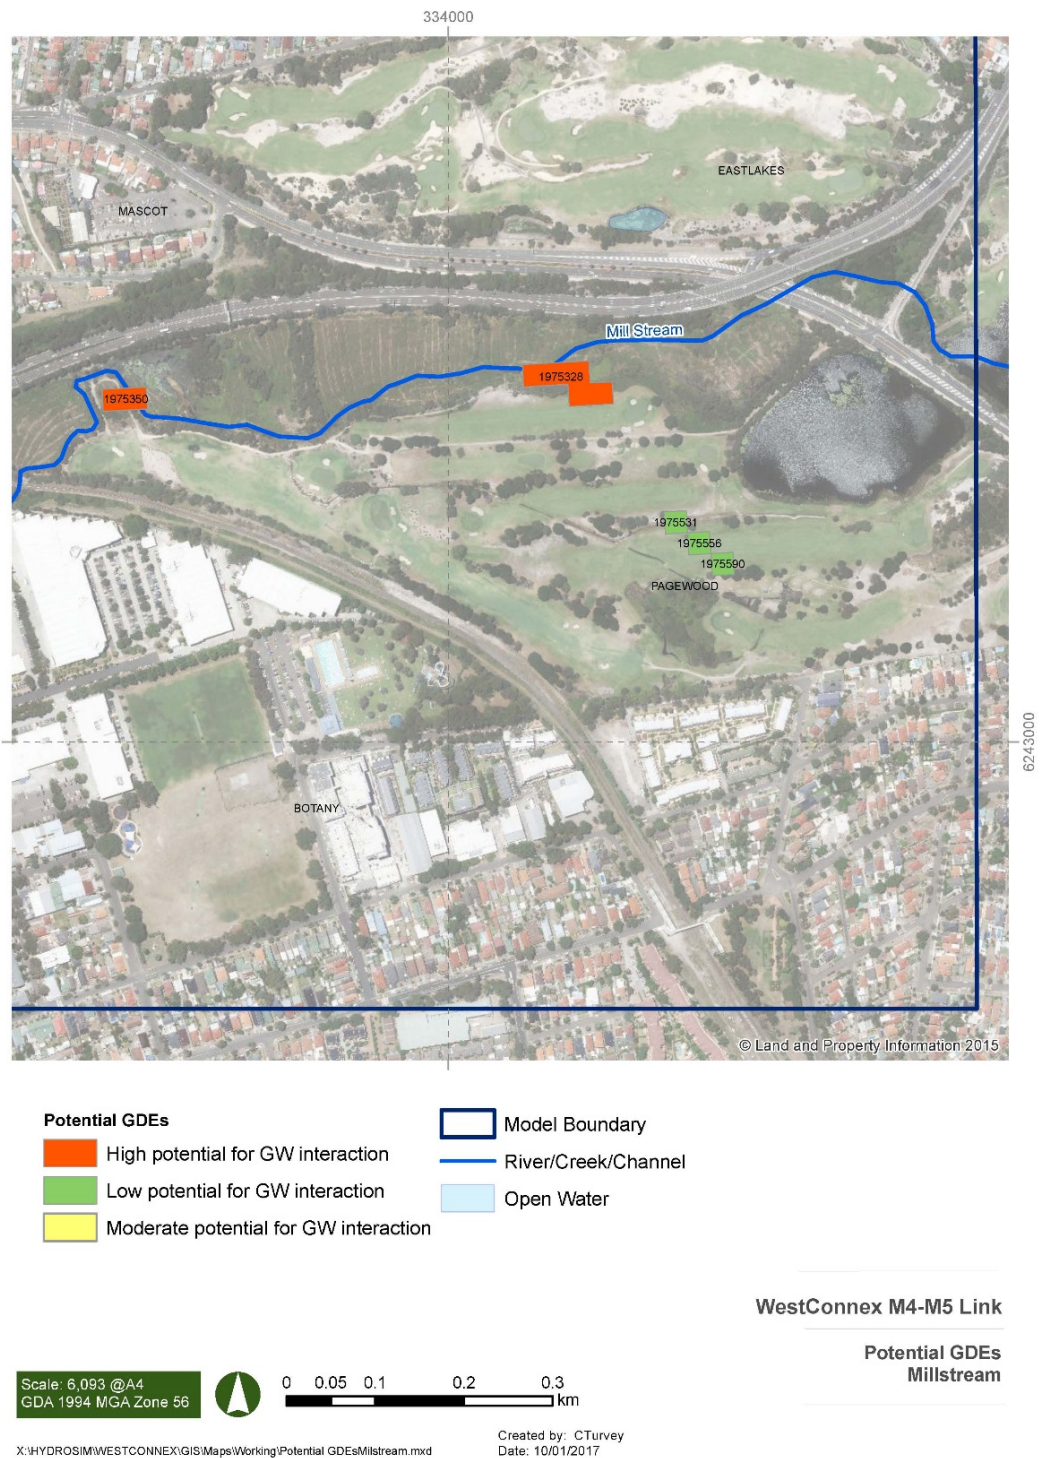 334000
EASTLAKES
MASCOT
Mill Stream
1975328
1975350
1975531
1975556
1975590
PAGEWOOD
6243000
BOTANY
© Land and Property Information 2015
Potential GDEs
High potential for GW interaction
Low potential for GW interaction
Moderate potential for GW interaction
Model Boundary
River/Creek/Channel
Open Water
WestConnex M4-M5 Link
Potential GDEs
Millstream
Scale: 6,093 @A4
GDA 1994 MGA Zone 56
0 0.05 0.1 0.2 0.3
km
X:\HYDROSIM\WESTCONNEX\GIS\Maps\Working\Potential GDEsMilstream.mxd
Created by: CTurvey
Date: 10/01/2017